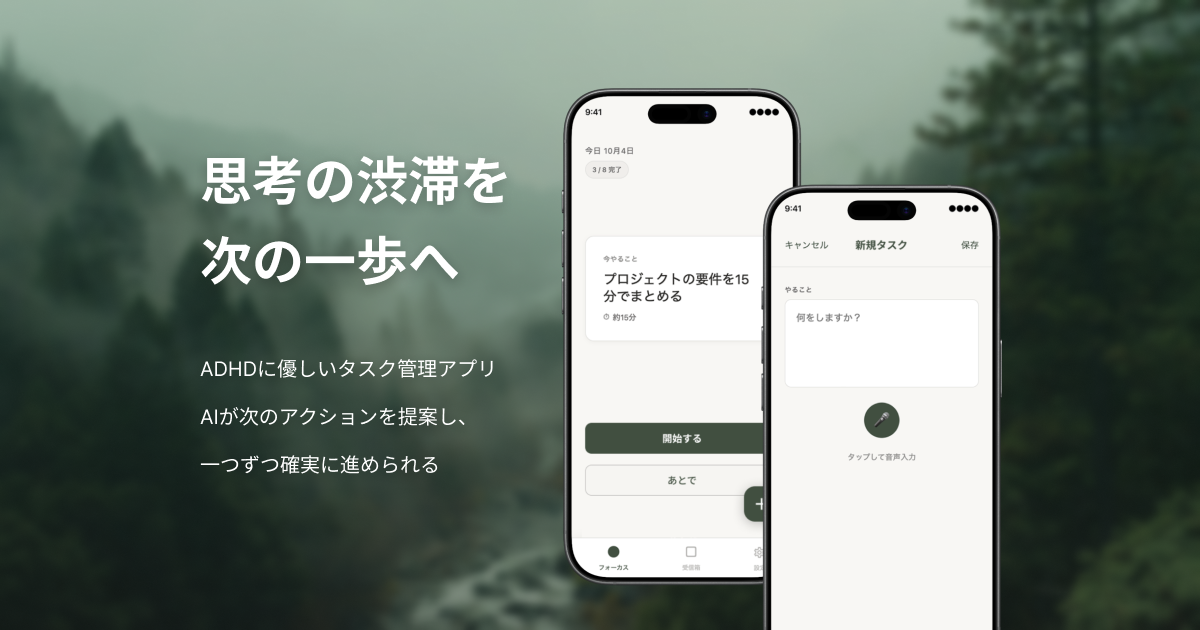 思考の渋滞を
次の一歩へ
ADHDに優しいタスク管理アプリ
AIが次のアクションを提案し、
一つずつ確実に進められる
9:41
今日 10月4日
3 / 8 完了
今やること
プロジェクトの要件を15
分でまとめる
約15分
開始する
あとで
+
フォーカス
受信箱
9:41
キャンセル
新規タスク
保存
やること
何をしますか？
タップして音声入力